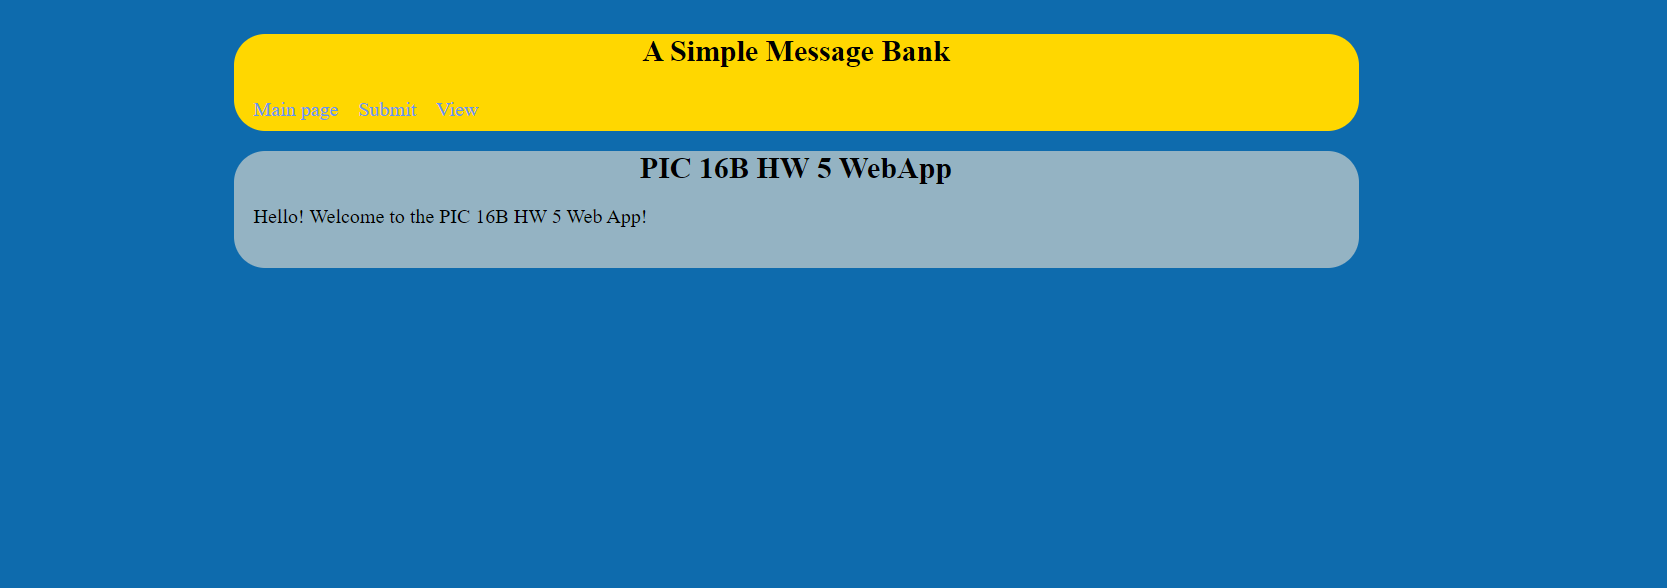 A Simple Message Bank
Main page Submit View
PIC 16B HW 5 WebApp
Hello! Welcome to the PIC 16B HW 5 Web App!